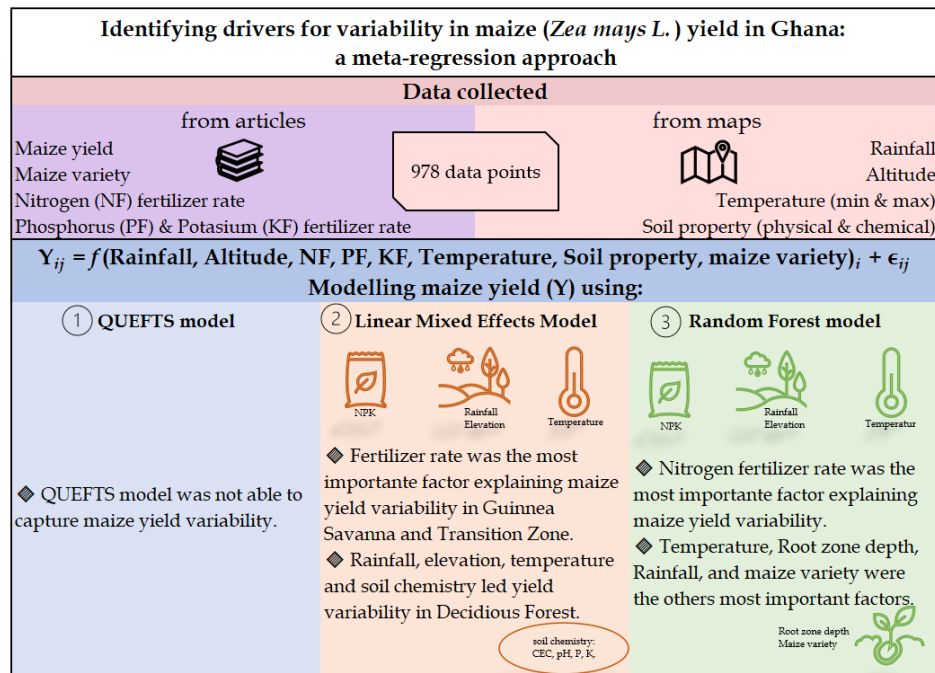 Identifying drivers for variability in maize (Zea mays L.) yield in Ghana:
a meta-regression approach
Data collected
from articles
Maize yield
Maize variety
Nitrogen (NF) fertilizer rate
Phosphorus (PF) & Potasium (KF) fertilizer rate
978 data points
from maps
Rainfall
Altitude
Temperature (min & max)
Soil property (physical & chemical)
Y_{ij} = f(Rainfall, Altitude, NF, PF, KF, Temperature, Soil property, maize variety)_i + ϵ_{ij}
Modelling maize yield (Y) using:
1 QUEFTS model
◈ QUEFTS model was not able to
capture maize yield variability.
2 Linear Mixed Effects Model
NPK
Rainfall
Elevation
Temperature
◈ Fertilizer rate was the most
importante factor explaining maize
yield variability in Guinnea
Savanna and Transition Zone.
◈ Rainfall, elevation, temperature
and soil chemistry led yield
variability in Decidious Forest.
soil chemistry:
CEC, pH, P, K,
3 Random Forest model
NPK
Rainfall
Elevation
Temperatur
◈ Nitrogen fertilizer rate was the
most importante factor explaining
maize yield variability.
◈ Temperature, Root zone depth,
Rainfall, and maize variety were
the others most important factors.
Root zone depth
Maize variety